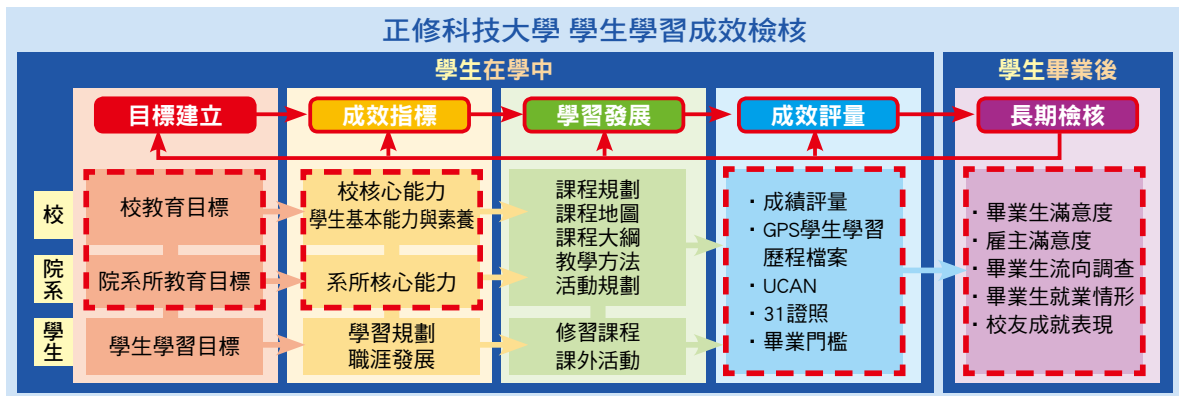 正修科技大學 學生學習成效檢核
學生在學中
學生畢業後
目標建立
成效指標
學習發展
成效評量
長期檢核
校
校教育目標
校核心能力
學生基本能力與素養
課程規劃
課程地圖
課程大綱
教學方法
活動規劃
院系
院系所教育目標
系所核心能力
學生
學生學習目標
學習規劃
職涯發展
修習課程
課外活動
・成績評量
・GPS學生學習
歷程檔案
・UCAN
・31證照
・畢業門檻
・畢業生滿意度
・雇主滿意度
・畢業生流向調查
・畢業生就業情形
・校友成就表現